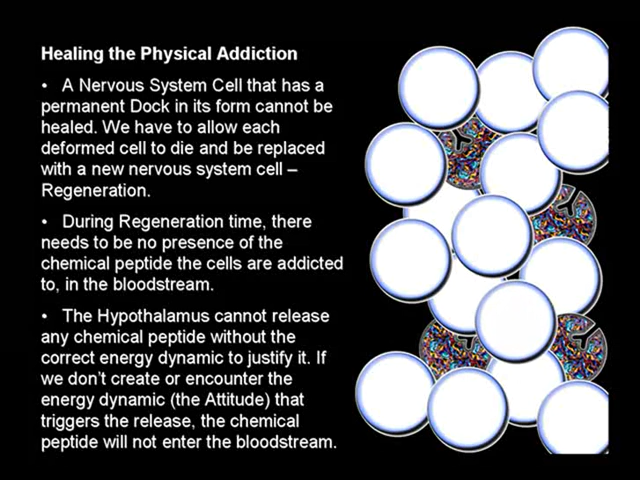 Healing the Physical Addiction
• A Nervous System Cell that has a
permanent Dock in its form cannot be
healed. We have to allow each
deformed cell to die and be replaced
with a new nervous system cell –
Regeneration.
• During Regeneration time, there
needs to be no presence of the
chemical peptide the cells are addicted
to, in the bloodstream.
• The Hypothalamus cannot release
any chemical peptide without the
correct energy dynamic to justify it. If
we don't create or encounter the
energy dynamic (the Attitude) that
triggers the release, the chemical
peptide will not enter the bloodstream.